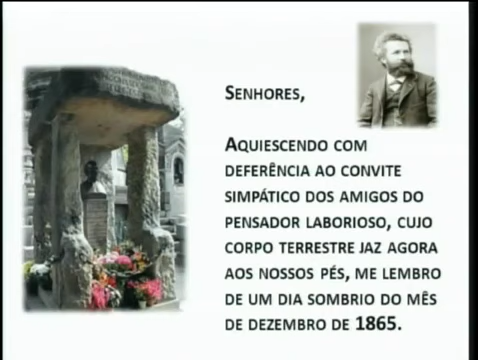 SENHORES,
AQUIESCENDO COM
DEFERÊNCIA AO CONVITE
SIMPÁTICO DOS AMIGOS DO
PENSADOR LABORIOSO, CUJO
CORPO TERRESTRE JAZ AGORA
AOS NOSSOS PÉS, ME LEMBRO
DE UM DIA SOMBRIO DO MÊS
DE DEZEMBRO DE 1865.